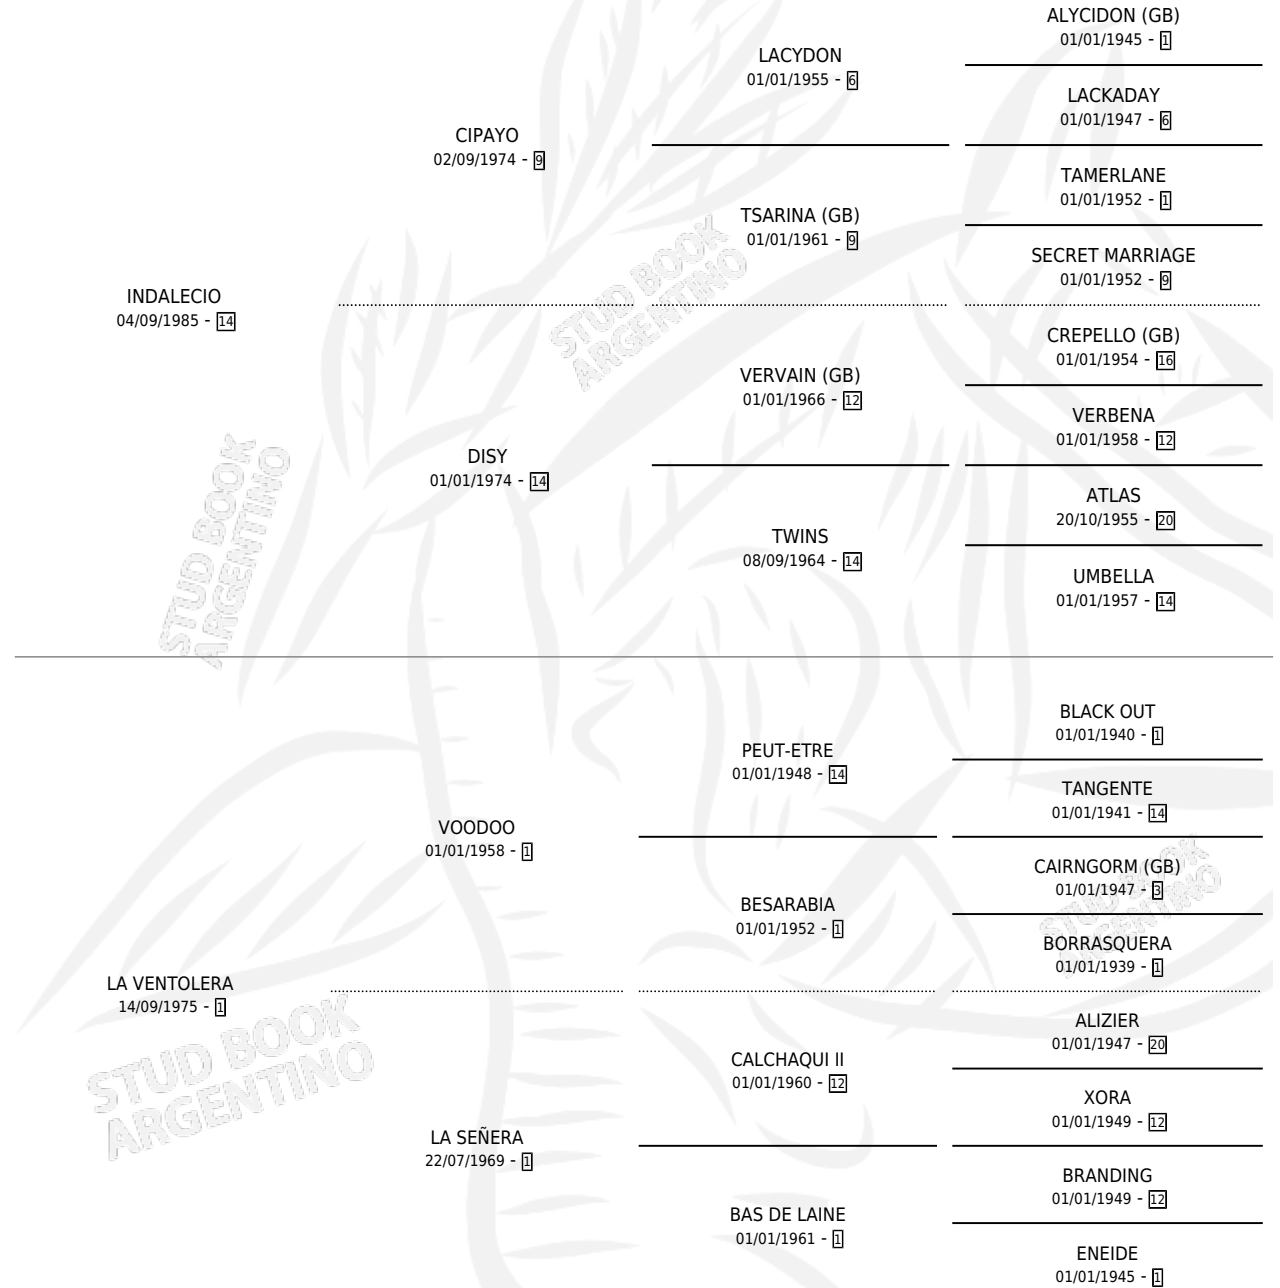 ALYCIDON (GB)
01/01/1945 - 1
LACYDON
01/01/1955 - 6
LACKADAY
01/01/1947 - 6
CIPAYO
02/09/1974 - 9
TAMERLANE
01/01/1952 - 1
TSARINA (GB)
01/01/1961 - 9
SECRET MARRIAGE
01/01/1952 - 9
INDALECIO
04/09/1985 - 14
STUD BOOK
ARGENTINO
CREPELLO (GB)
01/01/1954 - 16
VERVAIN (GB)
01/01/1966 - 12
VERBENA
01/01/1958 - 12
DISY
01/01/1974 - 14
ATLAS
20/10/1955 - 20
TWINS
08/09/1964 - 14
UMBELLA
01/01/1957 - 14
STUD BOOK
ARGENTINO
BLACK OUT
01/01/1940 - 1
PEUT-ETRE
01/01/1948 - 14
TANGENTE
01/01/1941 - 14
VOODOO
01/01/1958 - 1
CAIRNGORM (GB)
01/01/1947 - 3
BESARABIA
01/01/1952 - 1
BORRASQUERA
01/01/1939 - 1
STUD BOOK
ARGENTINO
LA VENTOLERA
14/09/1975 - 1
ALIZIER
01/01/1947 - 20
CALCHAQUI II
01/01/1960 - 12
XORA
01/01/1949 - 12
STUD BOOK
ARGENTINO
LA SEÑERA
22/07/1969 - 1
BRANDING
01/01/1949 - 12
BAS DE LAINE
01/01/1961 - 1
ENEIDE
01/01/1945 - 1